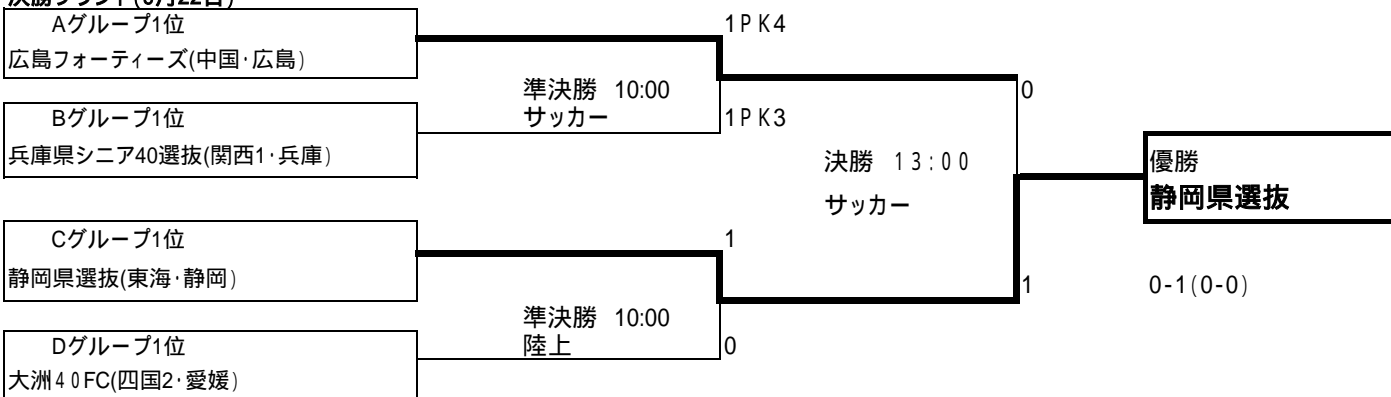 Aグループ1位
1PK4
広島フォーティーズ(中国･広島)
準決勝 10:00
サッカー
0
Bグループ1位
1PK3
兵庫県シニア40選抜(関西1･兵庫)
決勝 13:00
サッカー
優勝
静岡県選抜
Cグループ1位
1
静岡県選抜(東海･静岡)
1
0-1(0-0)
準決勝 10:00
陸上
Dグループ1位
0
大洲40FC(四国2･愛媛)